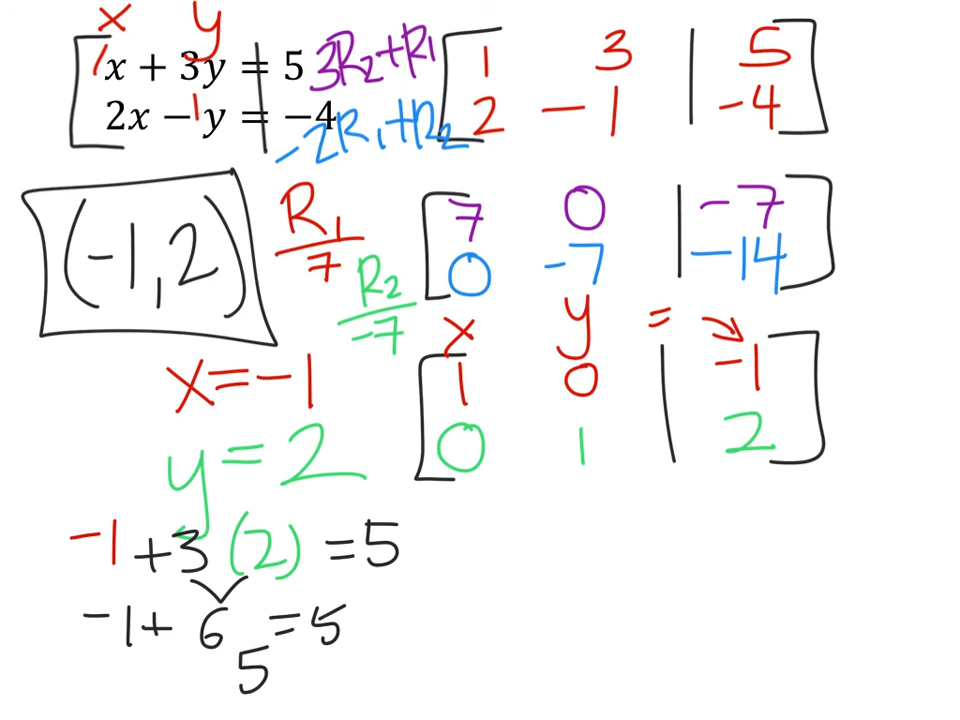 x y
1x + 3y = 5 3R2+R1 [ 1 3 | 5 ]
2x − 1y = −4 -2R1+R2 [ 2 -1 | -4 ]
(-1,2) R1/7 [ 7 0 | -7 ]
R2/-7 [ 0 -7 | -14 ]
x y =
x=-1 [ 1 0 | -1 ]
y=2 [ 0 1 | 2 ]
-1+3(2)=5
-1+6=5
5